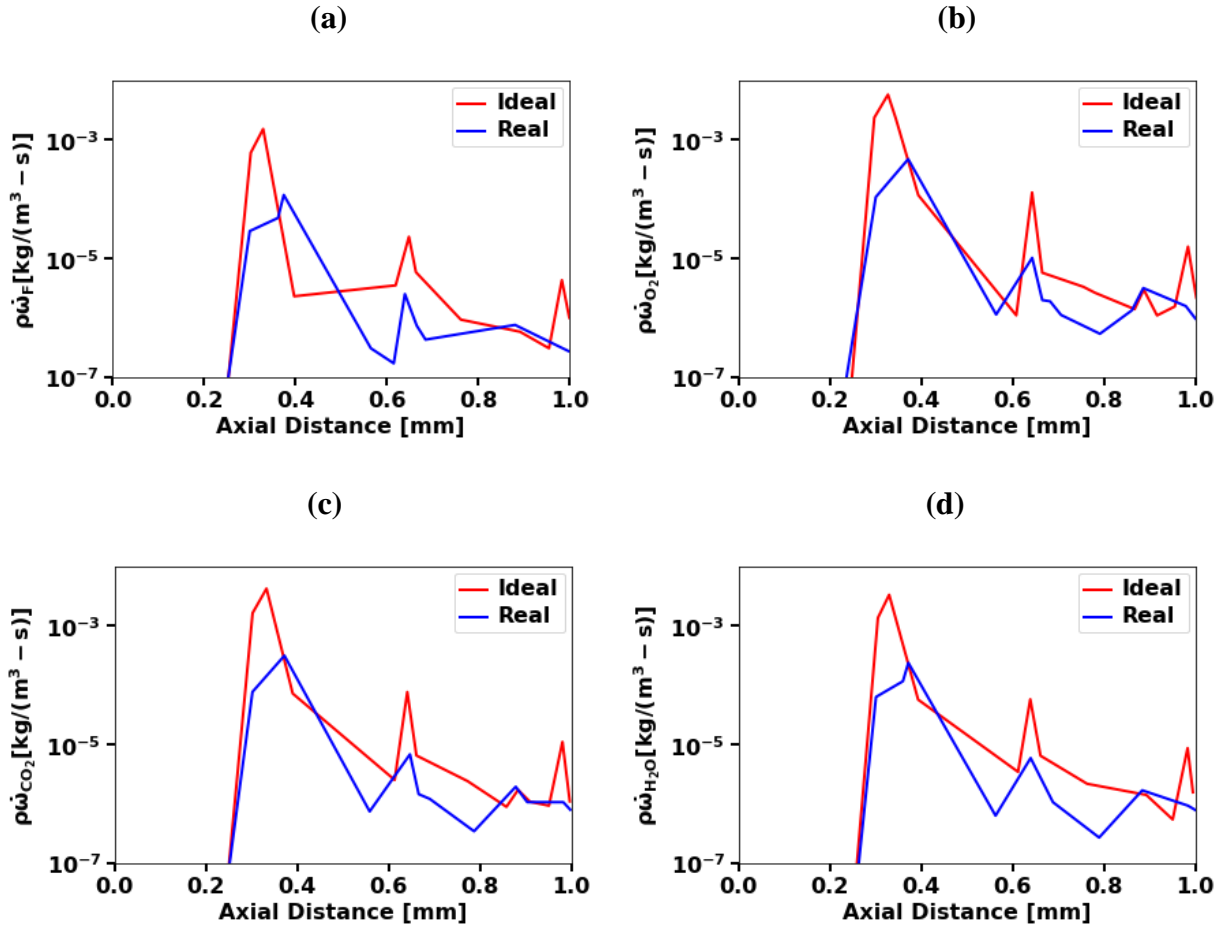 (a)
ρω̇F[kg/(m³ − s)]
10⁻³
10⁻⁵
10⁻⁷
Ideal
Real
0.0 0.2 0.4 0.6 0.8 1.0
Axial Distance [mm]
(b)
ρω̇O₂[kg/(m³ − s)]
10⁻³
10⁻⁵
10⁻⁷
Ideal
Real
0.0 0.2 0.4 0.6 0.8 1.0
Axial Distance [mm]
(c)
ρω̇CO₂[kg/(m³ − s)]
10⁻³
10⁻⁵
10⁻⁷
Ideal
Real
0.0 0.2 0.4 0.6 0.8 1.0
Axial Distance [mm]
(d)
ρω̇H₂O[kg/(m³ − s)]
10⁻³
10⁻⁵
10⁻⁷
Ideal
Real
0.0 0.2 0.4 0.6 0.8 1.0
Axial Distance [mm]